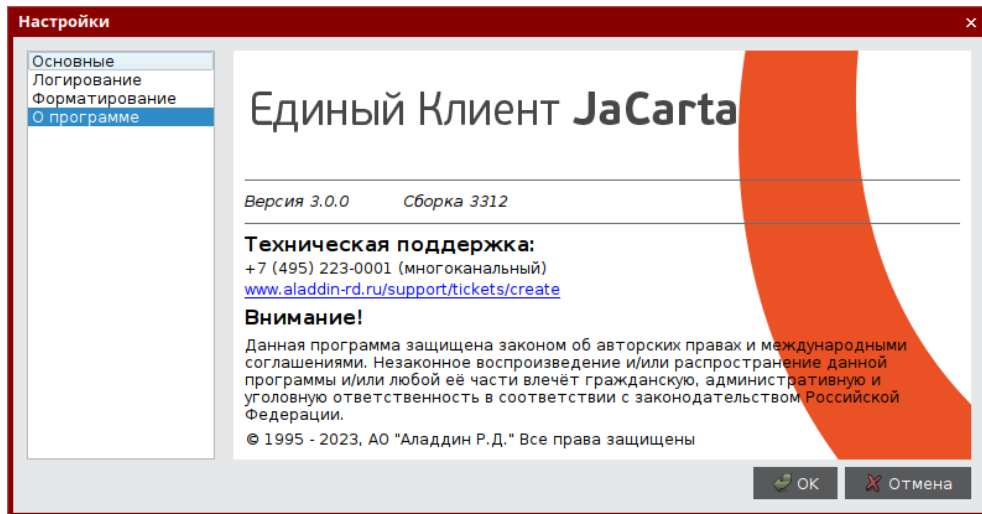 Настройки
Основные
Логирование
Форматирование
О программе
Единый Клиент JaCarta
Версия 3.0.0 Сборка 3312
Техническая поддержка:
+7 (495) 223-0001 (многоканальный)
www.aladdin-rd.ru/support/tickets/create
Внимание!
Данная программа защищена законом об авторских правах и международными
соглашениями. Незаконное воспроизведение и/или распространение данной
программы и/или любой её части влечёт гражданскую, административную и
уголовную ответственность в соответствии с законодательством Российской
Федерации.
© 1995 - 2023, АО "Аладдин Р.Д." Все права защищены
OK Отмена